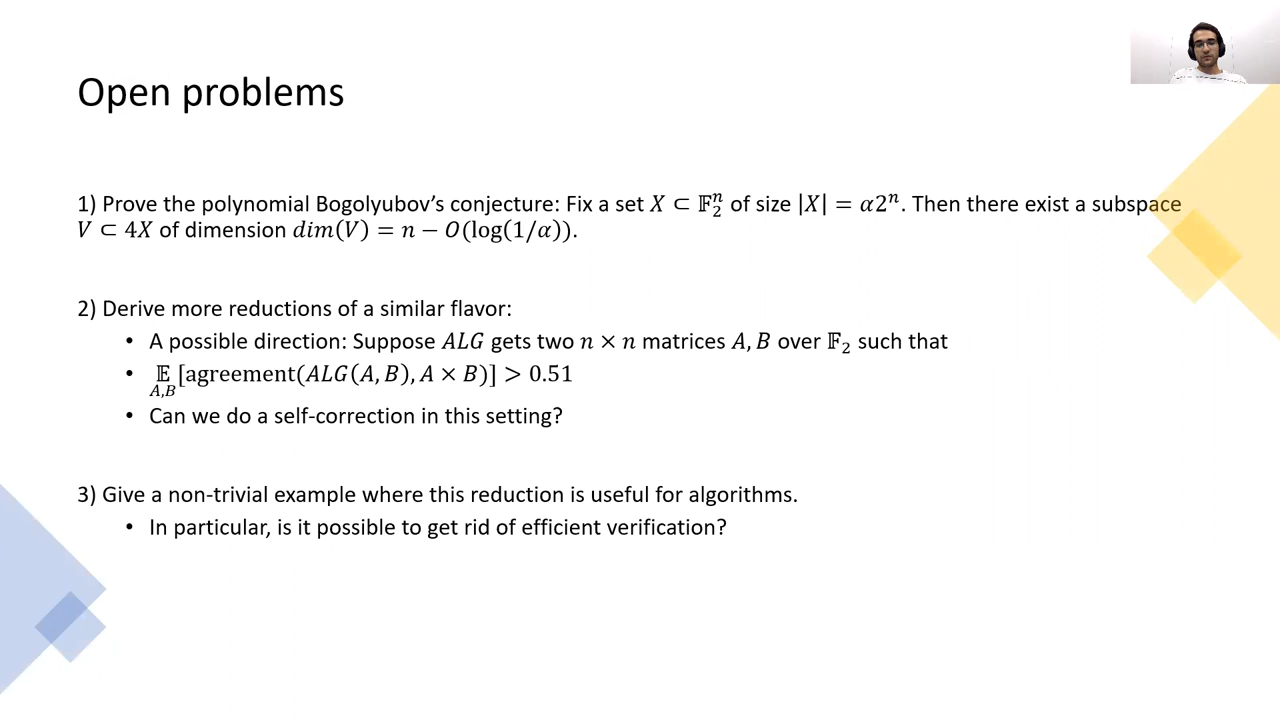 Open problems
1) Prove the polynomial Bogolyubov's conjecture: Fix a set 𝑋 ⊂ 𝔽₂ⁿ of size |𝑋| = 𝛼2ⁿ. Then there exist a subspace
𝑉 ⊂ 4𝑋 of dimension 𝑑𝑖𝑚(𝑉) = 𝑛 − 𝑂(log(1/𝛼)).
2) Derive more reductions of a similar flavor:
• A possible direction: Suppose 𝐴𝐿𝐺 gets two 𝑛 × 𝑛 matrices 𝐴, 𝐵 over 𝔽₂ such that
• 𝔼_{𝐴,𝐵}[agreement(𝐴𝐿𝐺(𝐴, 𝐵), 𝐴 × 𝐵)] > 0.51
• Can we do a self-correction in this setting?
3) Give a non-trivial example where this reduction is useful for algorithms.
• In particular, is it possible to get rid of efficient verification?